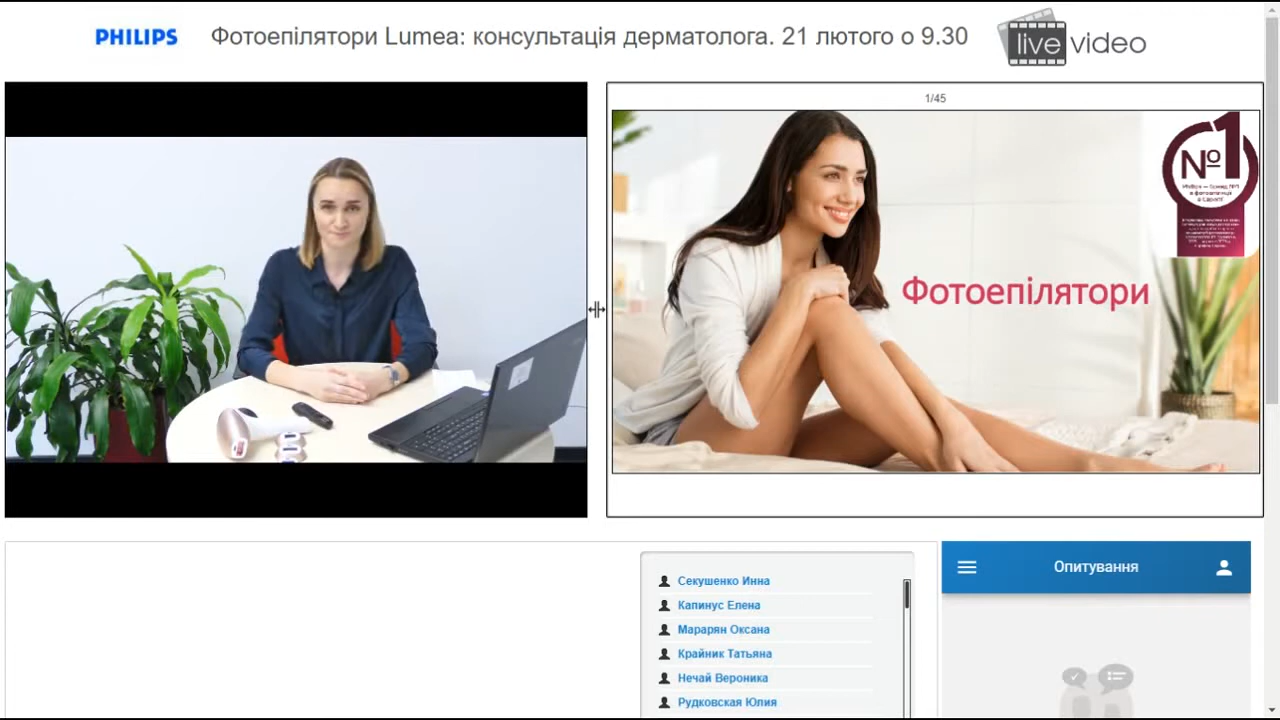 PHILIPS
Фотоепілятори Lumea: консультація дерматолога. 21 лютого о 9.30
live video
1/45
№1
Фотоепілятори
Секушенко Инна
Капинус Елена
Марарян Оксана
Крайник Татьяна
Нечай Вероника
Рудковская Юлия
Опитування